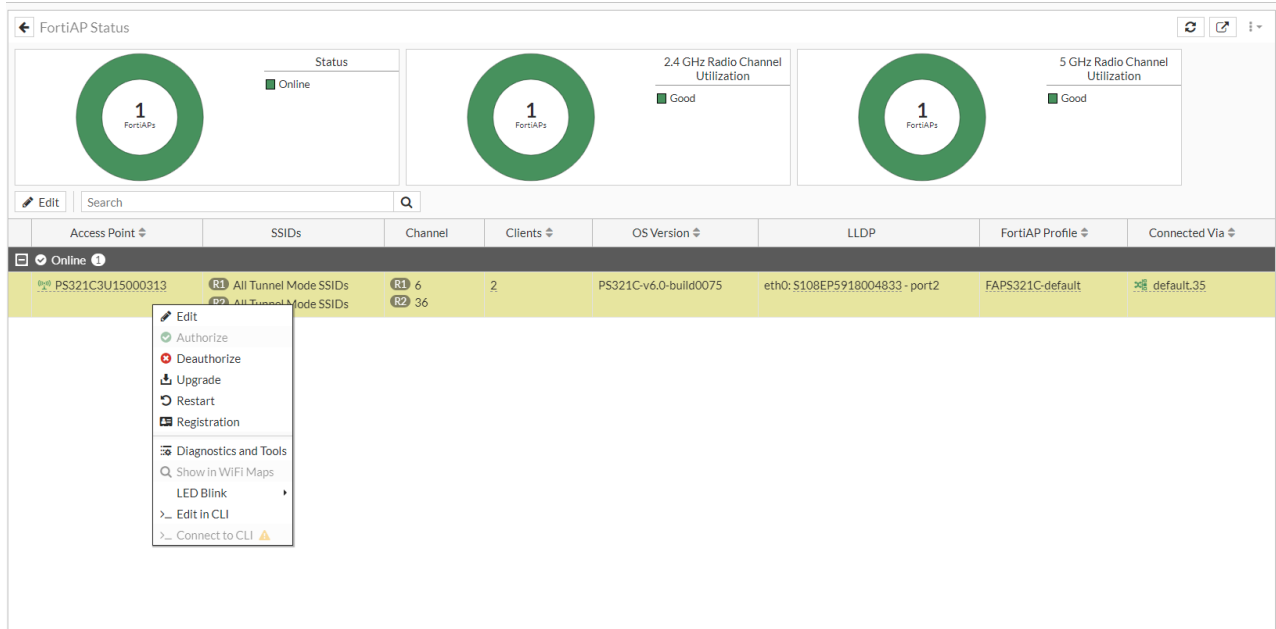 FortiAP Status
Status
Online
1
FortiAPs
2.4 GHz Radio Channel
Utilization
Good
1
FortiAPs
5 GHz Radio Channel
Utilization
Good
1
FortiAPs
Edit
Search
Access Point SSIDs Channel Clients OS Version LLDP FortiAP Profile Connected Via
Online 1
PS321C3U15000313 R1 All Tunnel Mode SSIDs R1 6 2 PS321C-v6.0-build0075 eth0: S108EP5918004833 - port2 FAPS321C-default default.35
R2 All Tunnel Mode SSIDs R2 36
Edit
Authorize
Deauthorize
Upgrade
Restart
Registration
Diagnostics and Tools
Show in WiFi Maps
LED Blink
>_ Edit in CLI
>_ Connect to CLI